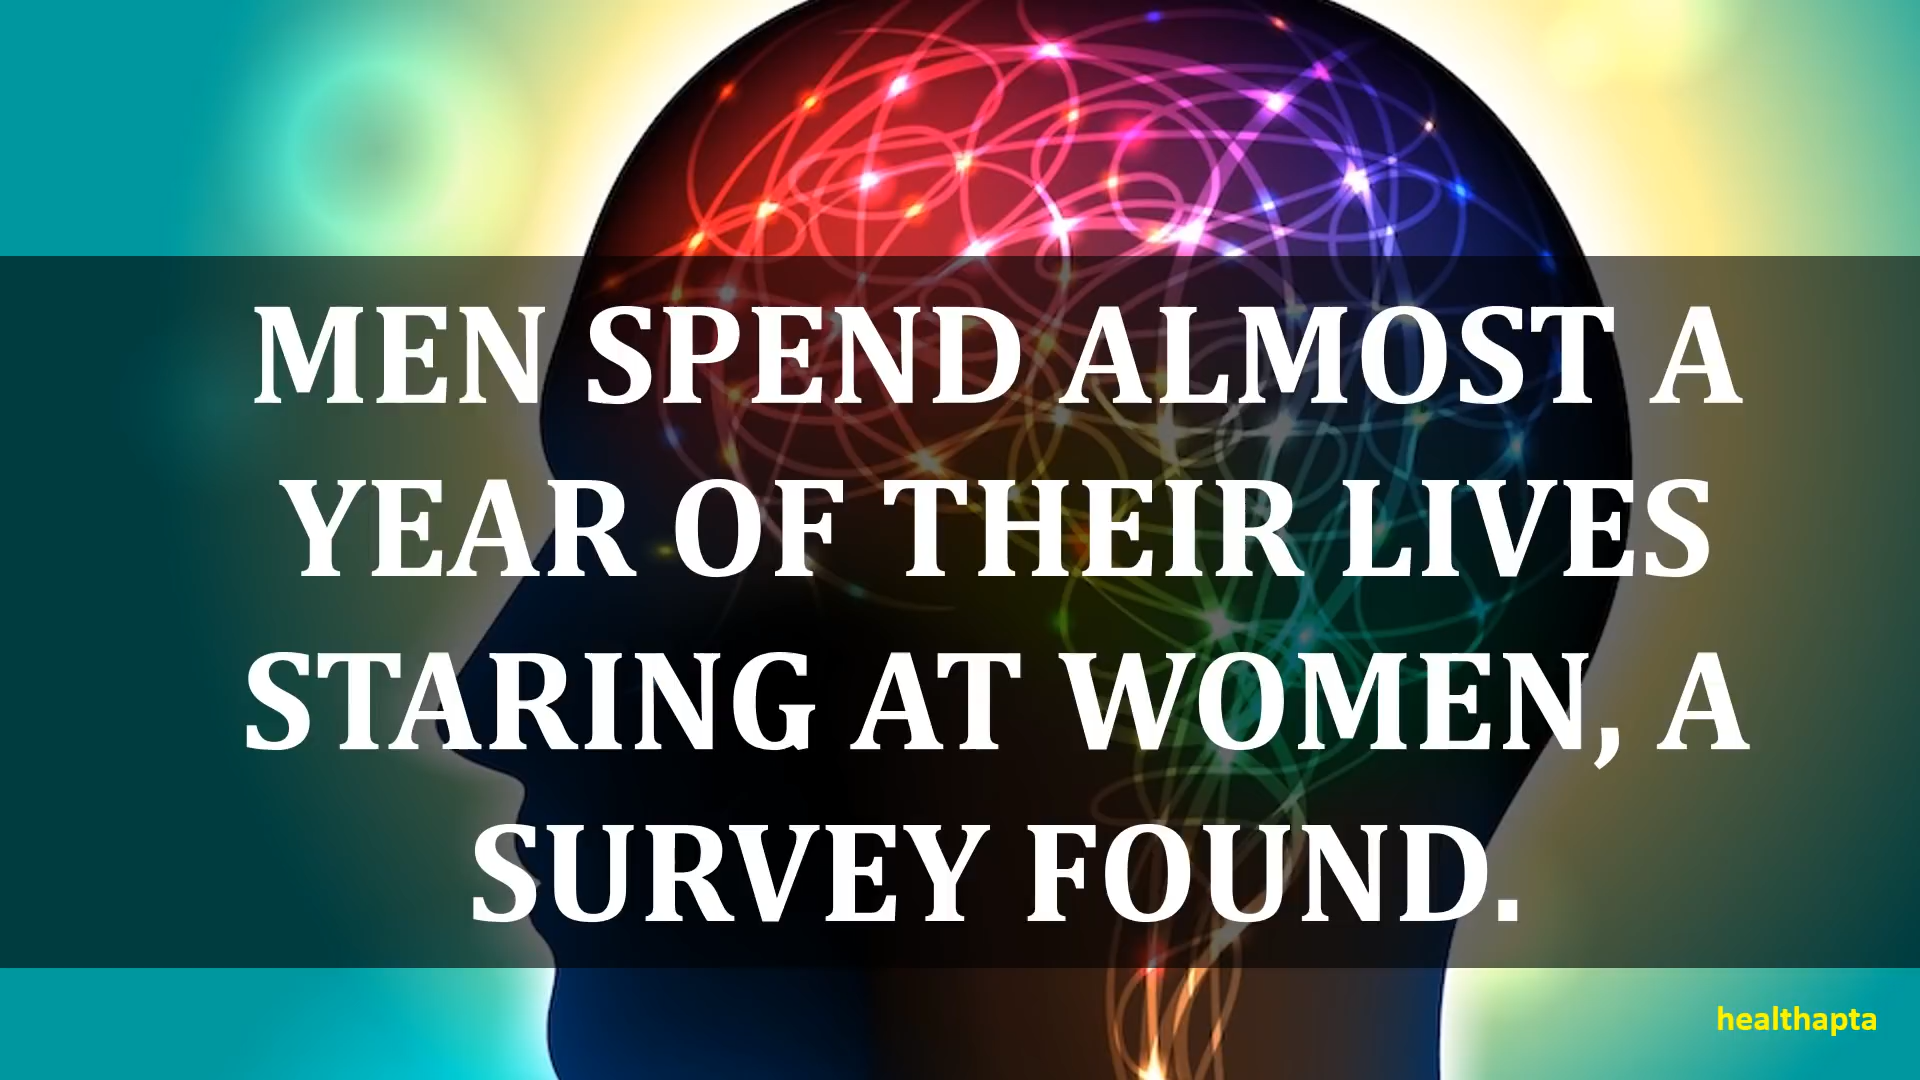 MEN SPEND ALMOST A
YEAR OF THEIR LIVES
STARING AT WOMEN, A
SURVEY FOUND.
healthapta